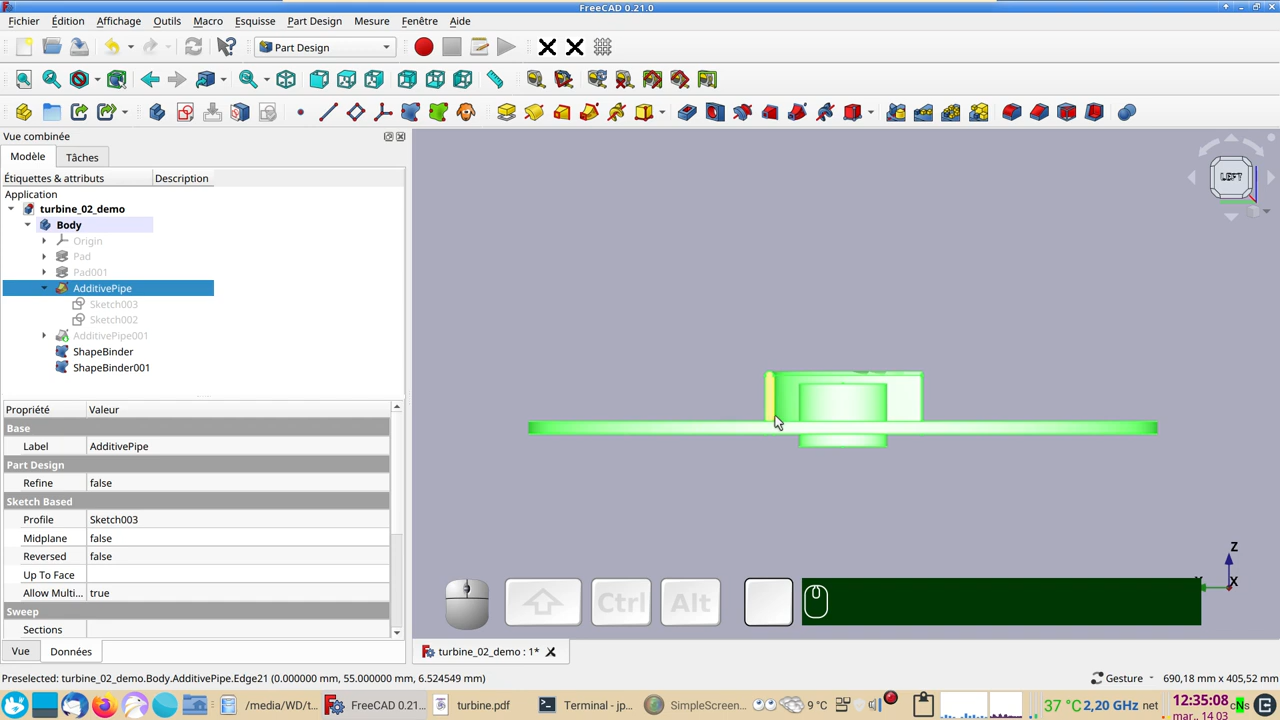 FreeCAD 0.21.0
Fichier Édition Affichage Outils Macro Esquisse Part Design Mesure Fenêtre Aide
Part Design
Vue combinée
Modèle Tâches
Étiquettes & attributs Description
Application
turbine_02_demo
Body
Origin
Pad
Pad001
AdditivePipe
Sketch003
Sketch002
AdditivePipe001
ShapeBinder
ShapeBinder001
LEFT
Propriété Valeur
Base
Label AdditivePipe
Part Design
Refine false
Sketch Based
Profile Sketch003
Midplane false
Reversed false
Up To Face
Allow Multi... true
Sweep
Sections
Z
X
Ctrl Alt
Vue Données
turbine_02_demo : 1*
Preselected: turbine_02_demo.Body.AdditivePipe.Edge21 (0.000000 mm, 55.000000 mm, 6.524549 mm)
Gesture
690,18 mm x 405,52 mm
/media/WD/t... FreeCAD 0.21... turbine.pdf Terminal - jp... SimpleScreen... 9 °C 37 °C 2,20 GHz net 12:35:08
mar., 14 03